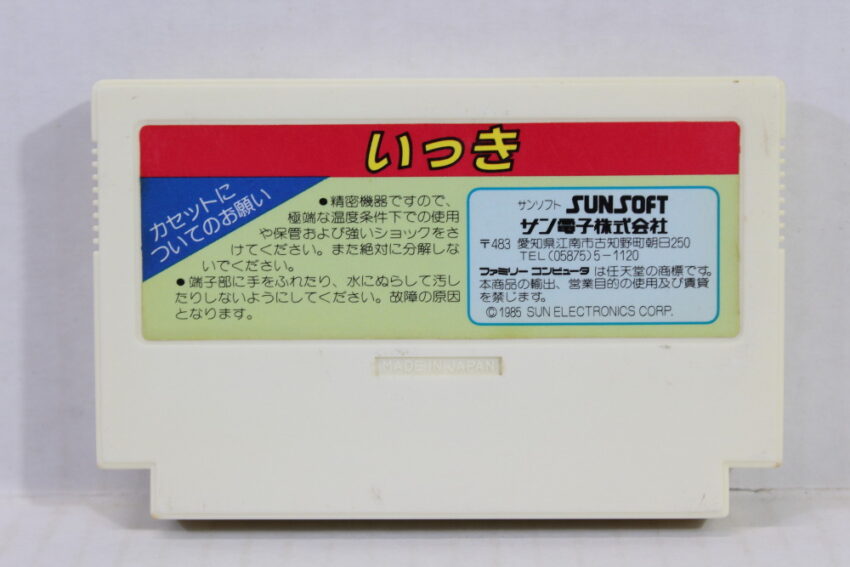 いっき
カセットに
ついてのお願い
●精密機器ですので、
極端な温度条件下での使用
や保管および強いショックをさ
けてください。また絶対に分解しな
いでください。
●端子部に手をふれたり、水にぬらして汚し
たりしないようにしてください。故障の原因
となります。
サンソフト SUNSOFT
サン電子株式会社
〒483 愛知県江南市古知野町朝日250
TEL(05875)5-1120
ファミリーコンピュータは任天堂の商標です。
本商品の輸出、営業目的の使用及び賃貸
を禁じます。
©1985 SUN ELECTRONICS CORP.
MADE IN JAPAN